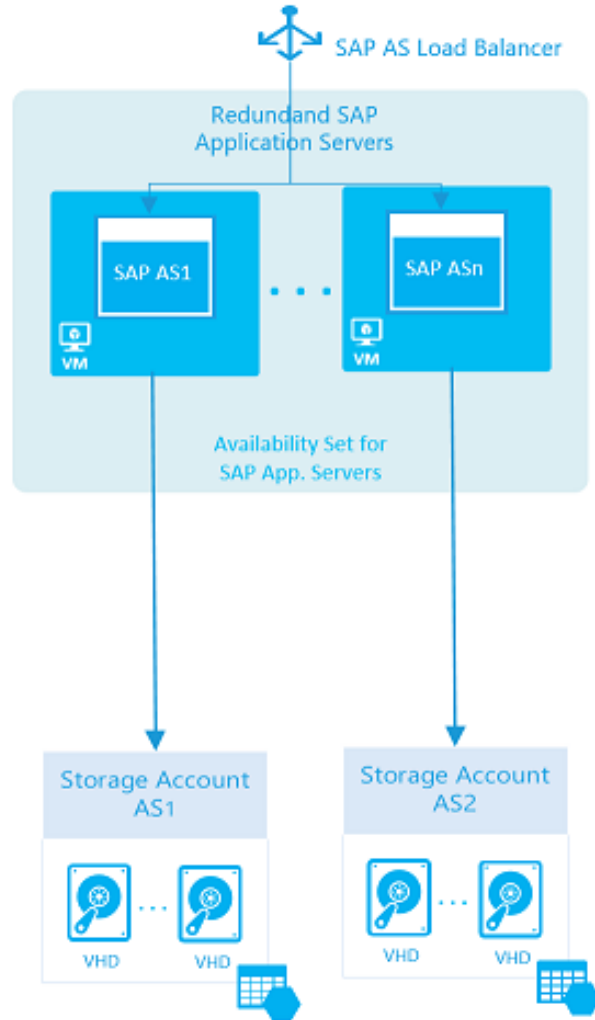 SAP AS Load Balancer
Redundand SAP
Application Servers
SAP AS1
SAP ASn
VM
VM
Availability Set for
SAP App. Servers
Storage Account
AS1
Storage Account
AS2
VHD
VHD
VHD
VHD